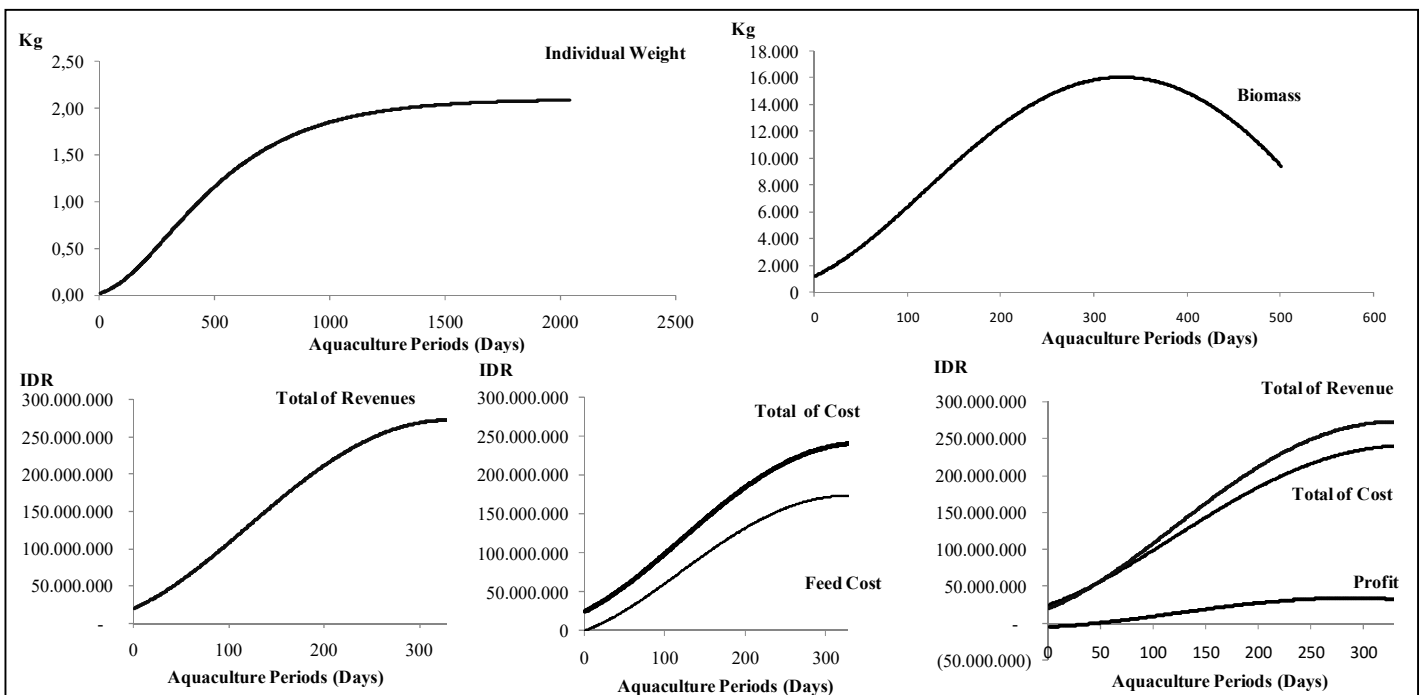 Kg
2,50
2,00
1,50
1,00
0,50
0,00
0 500 1000 1500 2000 2500
Aquaculture Periods (Days)
Individual Weight
Kg
18.000
16.000
14.000
12.000
10.000
8.000
6.000
4.000
2.000
0
0 100 200 300 400 500 600
Aquaculture Periods (Days)
Biomass
IDR
300.000.000
250.000.000
200.000.000
150.000.000
100.000.000
50.000.000
-
0 100 200 300
Aquaculture Periods (Days)
Total of Revenues
IDR
300.000.000
250.000.000
200.000.000
150.000.000
100.000.000
50.000.000
0
0 100 200 300
Aquaculture Periods (Days)
Total of Cost
Feed Cost
IDR
300.000.000
250.000.000
200.000.000
150.000.000
100.000.000
50.000.000
-
(50.000.000)
0 50 100 150 200 250 300
Aquaculture Periods (Days)
Total of Revenue
Total of Cost
Profit